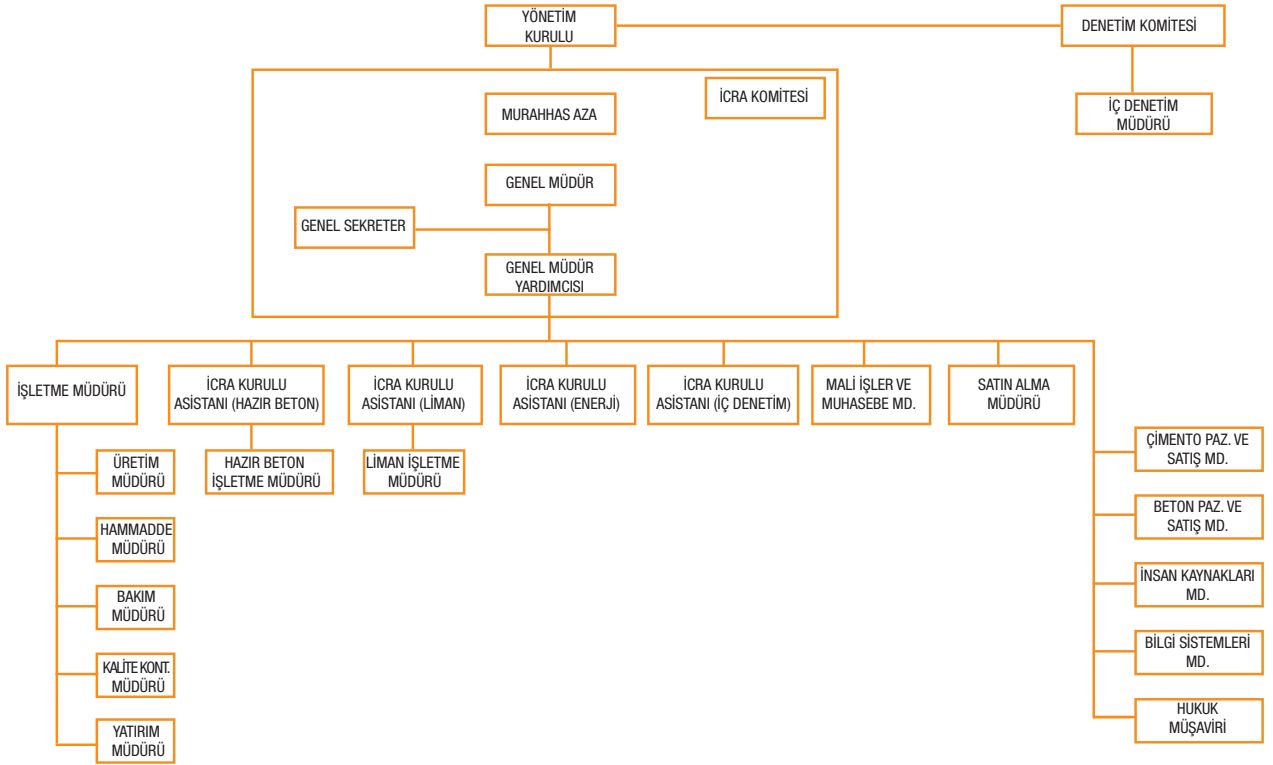 YÖNETİM
KURULU
DENETİM KOMİTESİ
İCRA KOMİTESİ
MURAHHAS AZA
İÇ DENETİM
MÜDÜRÜ
GENEL MÜDÜR
GENEL SEKRETER
GENEL MÜDÜR
YARDIMCISI
İŞLETME MÜDÜRÜ
İCRA KURULU
ASİSTANI (HAZIR BETON)
İCRA KURULU
ASİSTANI (LİMAN)
İCRA KURULU
ASİSTANI (ENERJİ)
İCRA KURULU
ASİSTANI (İÇ DENETİM)
MALİ İŞLER VE
MUHASEBE MD.
SATIN ALMA
MÜDÜRÜ
ÜRETİM
MÜDÜRÜ
HAZIR BETON
İŞLETME MÜDÜRÜ
LİMAN İŞLETME
MÜDÜRÜ
HAMMADDE
MÜDÜRÜ
BAKIM
MÜDÜRÜ
KALİTE KONT.
MÜDÜRÜ
YATIRIM
MÜDÜRÜ
ÇİMENTO PAZ. VE
SATIŞ MD.
BETON PAZ. VE
SATIŞ MD.
İNSAN KAYNAKLARI
MD.
BİLGİ SİSTEMLERİ
MD.
HUKUK
MÜŞAVİRİ